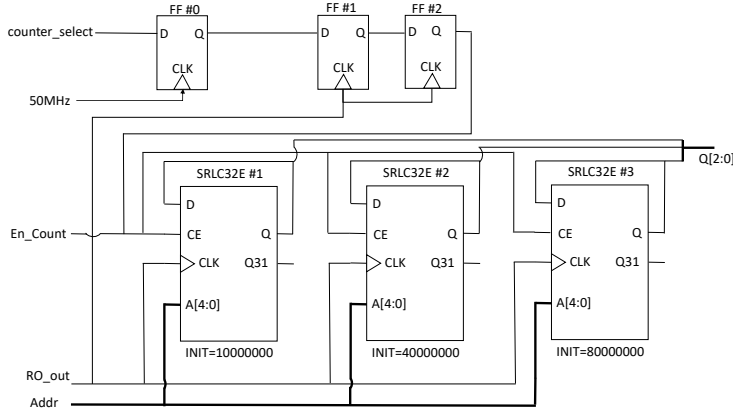 FF #0 FF #1 FF #2
counter_select D Q D Q D Q
CLK CLK CLK
50MHz
Q[2:0]
SRLC32E #1 SRLC32E #2 SRLC32E #3
D D D
En_Count CE Q CE Q CE Q
CLK Q31 CLK Q31 CLK Q31
A[4:0] A[4:0] A[4:0]
INIT=10000000 INIT=40000000 INIT=80000000
RO_out
Addr